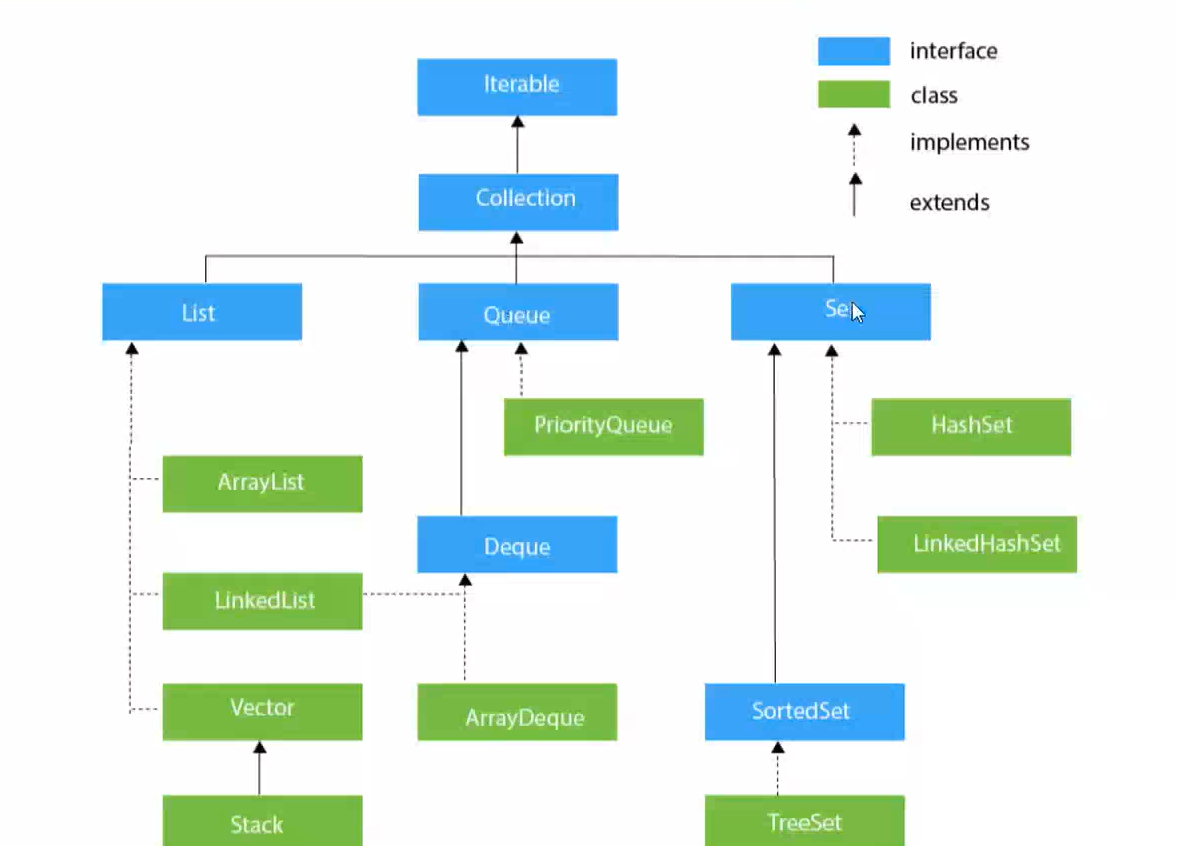 interface
Iterable
class
implements
Collection
extends
List
Queue
Se
PriorityQueue
HashSet
ArrayList
Deque
LinkedHashSet
LinkedList
Vector
ArrayDeque
SortedSet
Stack
TreeSet